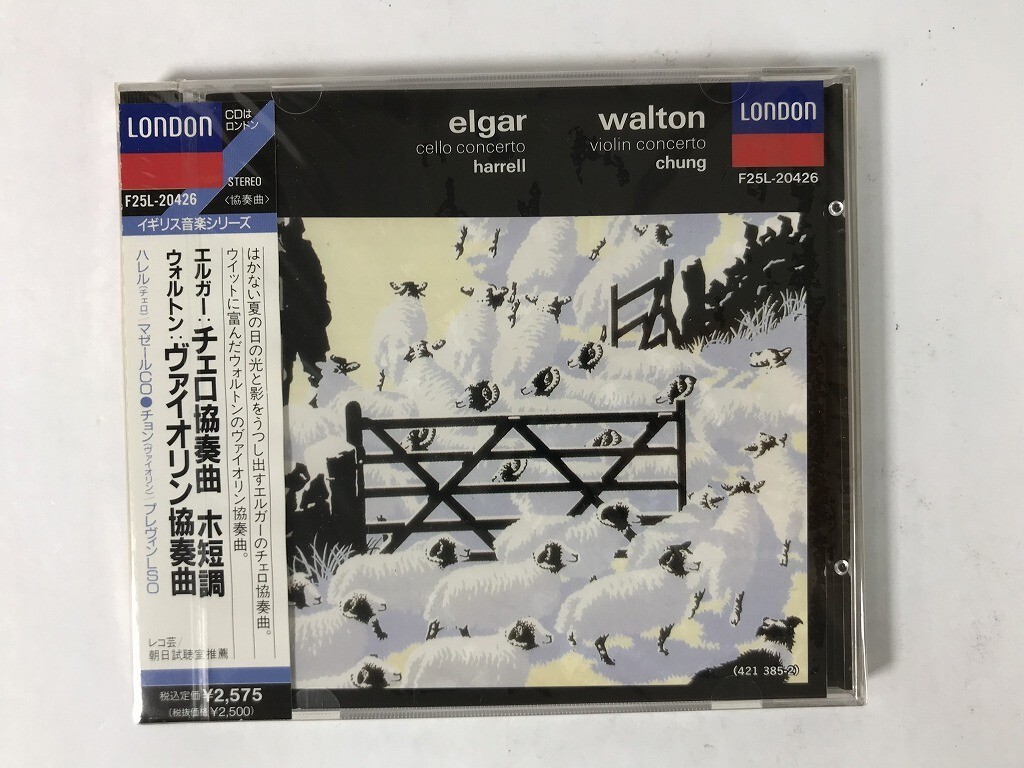 LONDON
CDは
ロンドン
STEREO
F25L-20426
〈協奏曲〉
イギリス音楽シリーズ
はかない夏の日の光と影をうつし出すエルガーのチェロ協奏曲。
ウイットに富んだウォルトンのヴァイオリン協奏曲。
エルガー:チェロ協奏曲 ホ短調
ウォルトン:ヴァイオリン協奏曲
ハレル(チェロ) マゼールCO●チョン(ヴァイオリン) プレヴィンLSO
レコ芸/
朝日試聴室推薦
税込定価¥2,575
(税抜価格¥2,500)
elgar
cello concerto
harrell
walton
violin concerto
chung
LONDON
F25L-20426
(421 385-2)